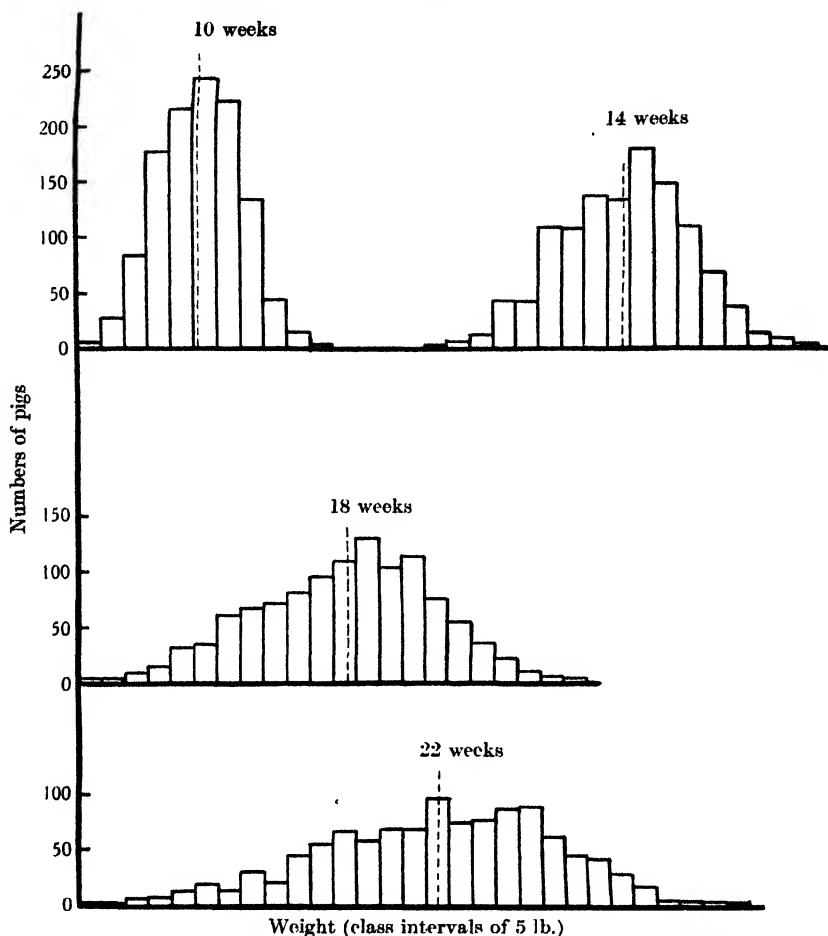 10 weeks
14 weeks
250
200
150
100
50
0
Numbers of pigs
18 weeks
150
100
50
0
22 weeks
100
50
0
Weight (class intervals of 5 lb.)